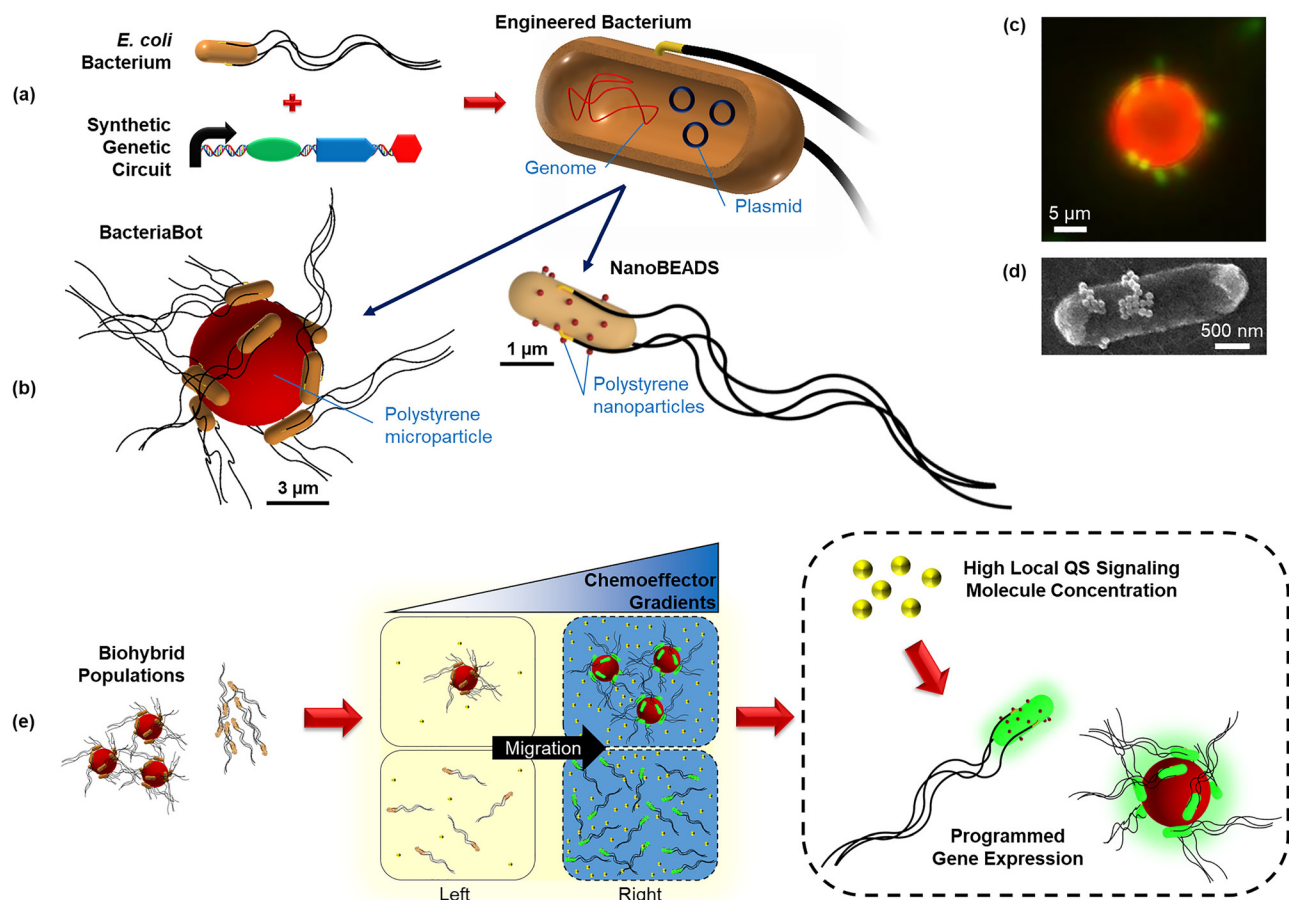 (a)
E. coli
Bacterium
Synthetic
Genetic
Circuit
Engineered Bacterium
Genome
Plasmid
(b)
BacteriaBot
Polystyrene
microparticle
3 µm
NanoBEADS
1 µm
Polystyrene
nanoparticles
(c)
5 µm
(d)
500 nm
(e)
Biohybrid
Populations
Chemoeffector
Gradients
Migration
Left
Right
High Local QS Signaling
Molecule Concentration
Programmed
Gene Expression